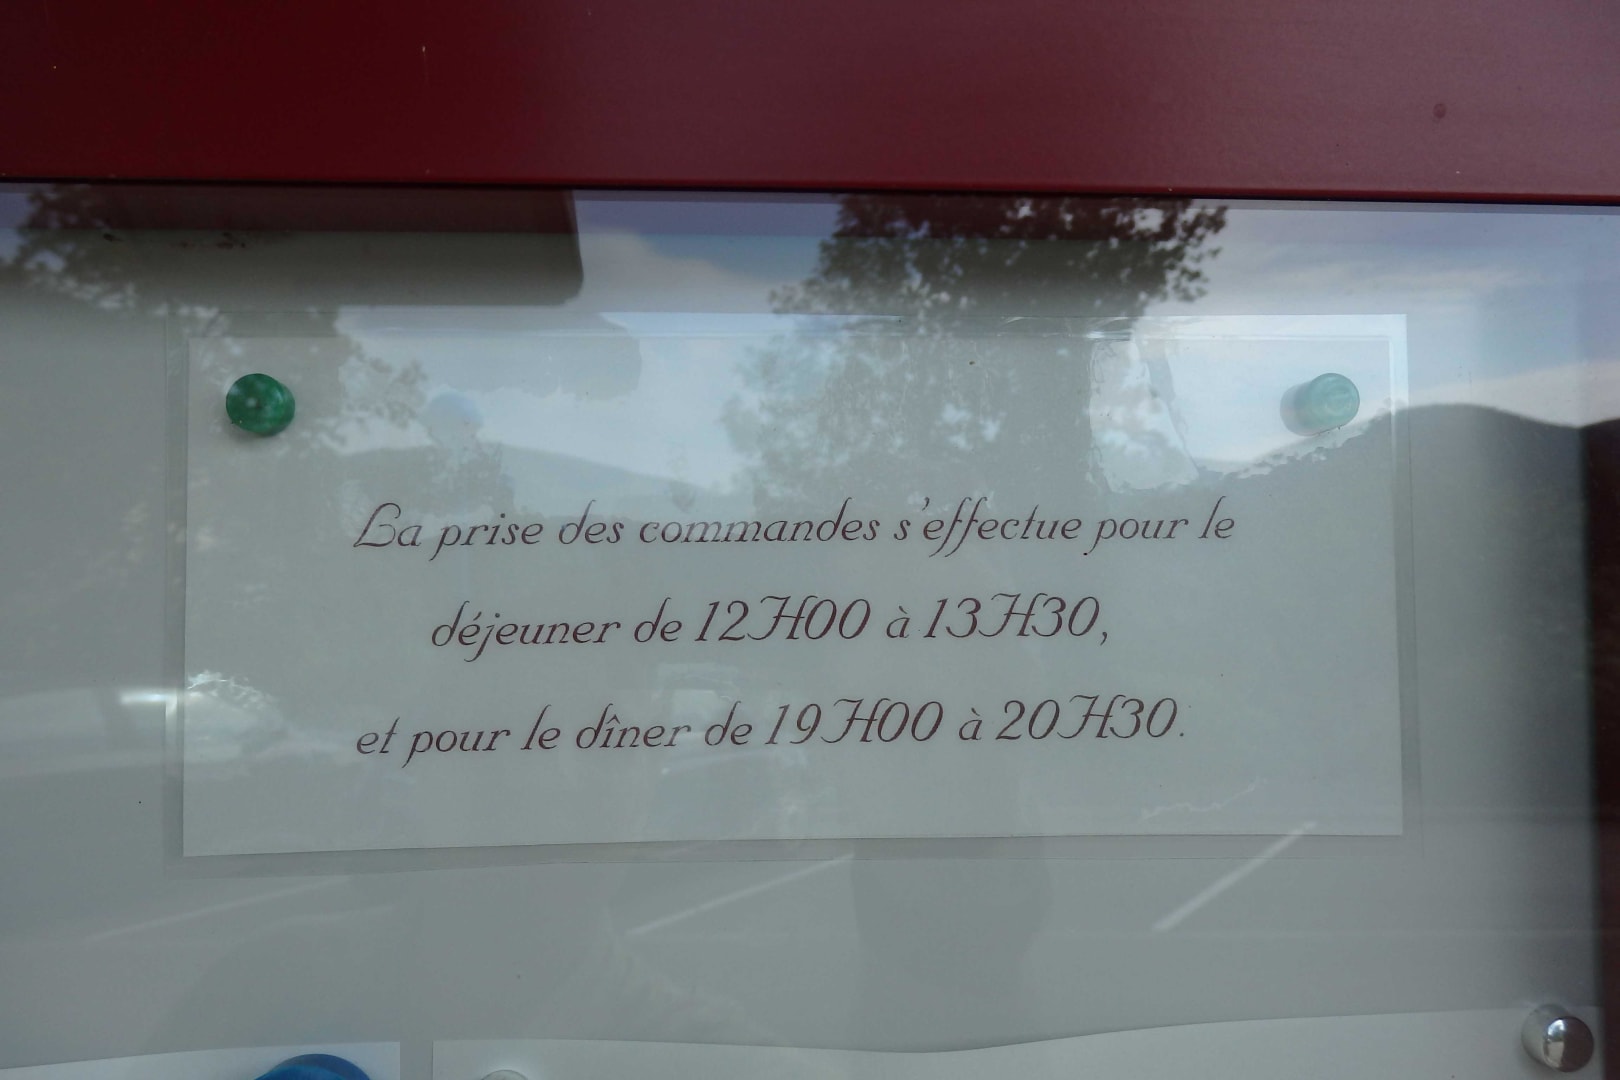 La prise des commandes s'effectue pour le
déjeuner de 12H00 à 13H30,
et pour le dîner de 19H00 à 20H30.